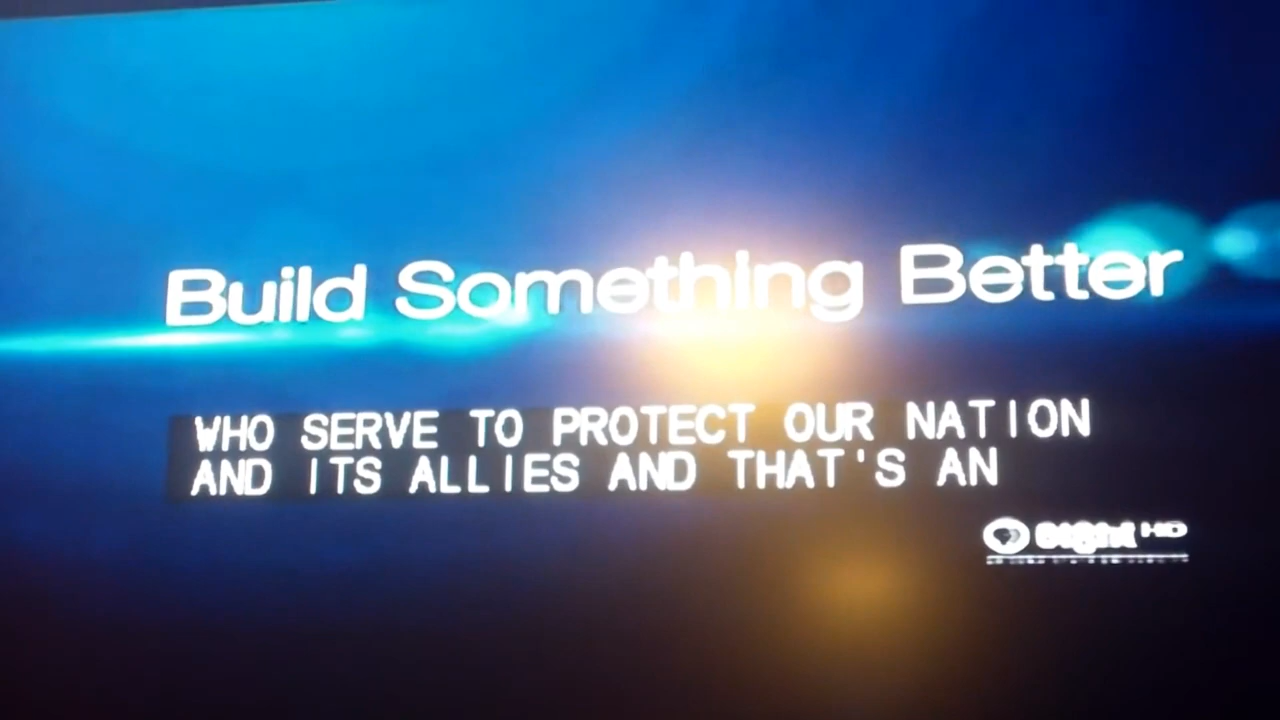 Build Something Better
WHO SERVE TO PROTECT OUR NATION
AND ITS ALLIES AND THAT'S AN
eight HD